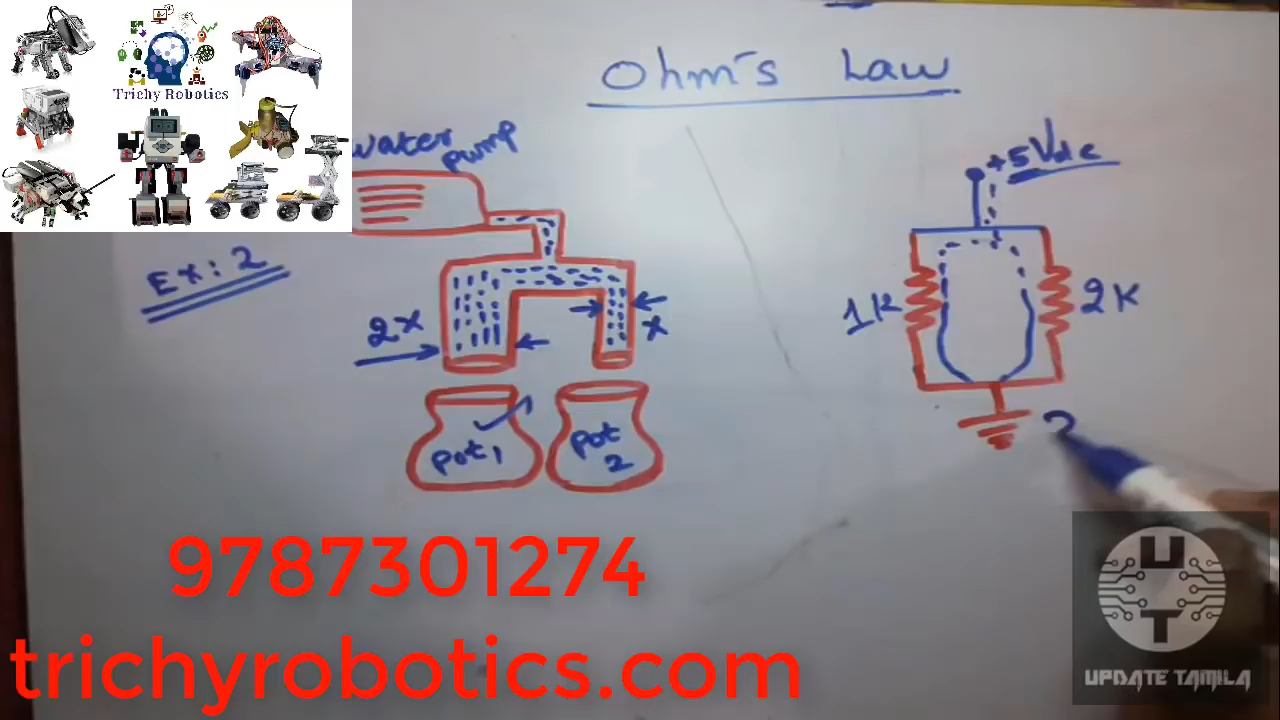 Ohm's Law
Trichy Robotics
water
pump
+5Vdc
Ex: 2
2x
x
1K
2K
pot 1
pot
2
9787301274
trichyrobotics.com
UT
UPDATE TAMILA